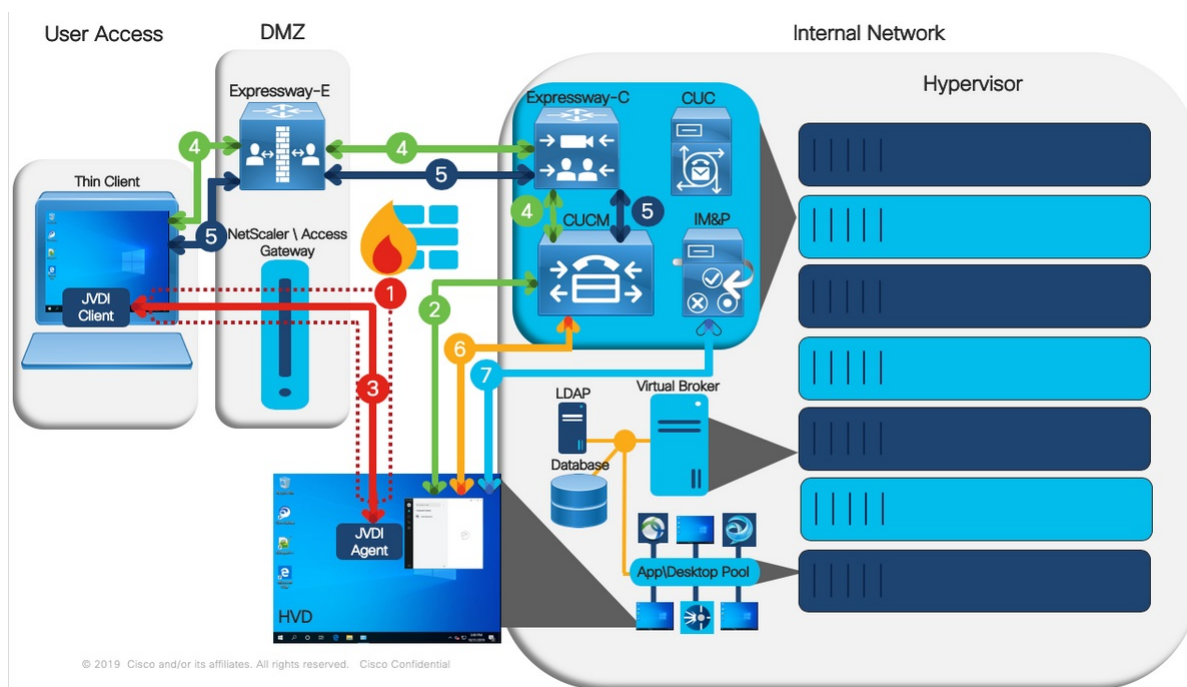 User Access
DMZ
Internal Network
Expressway-E
Expressway-C
CUC
Hypervisor
4
4
5
Thin Client
5
NetScaler \ Access
Gateway
4
CUCM
5
IM&P
JVDI
Client
1
2
6
7
3
LDAP
Virtual Broker
Database
JVDI
Agent
App\Desktop Pool
HVD
© 2019 Cisco and/or its affiliates. All rights reserved. Cisco Confidential